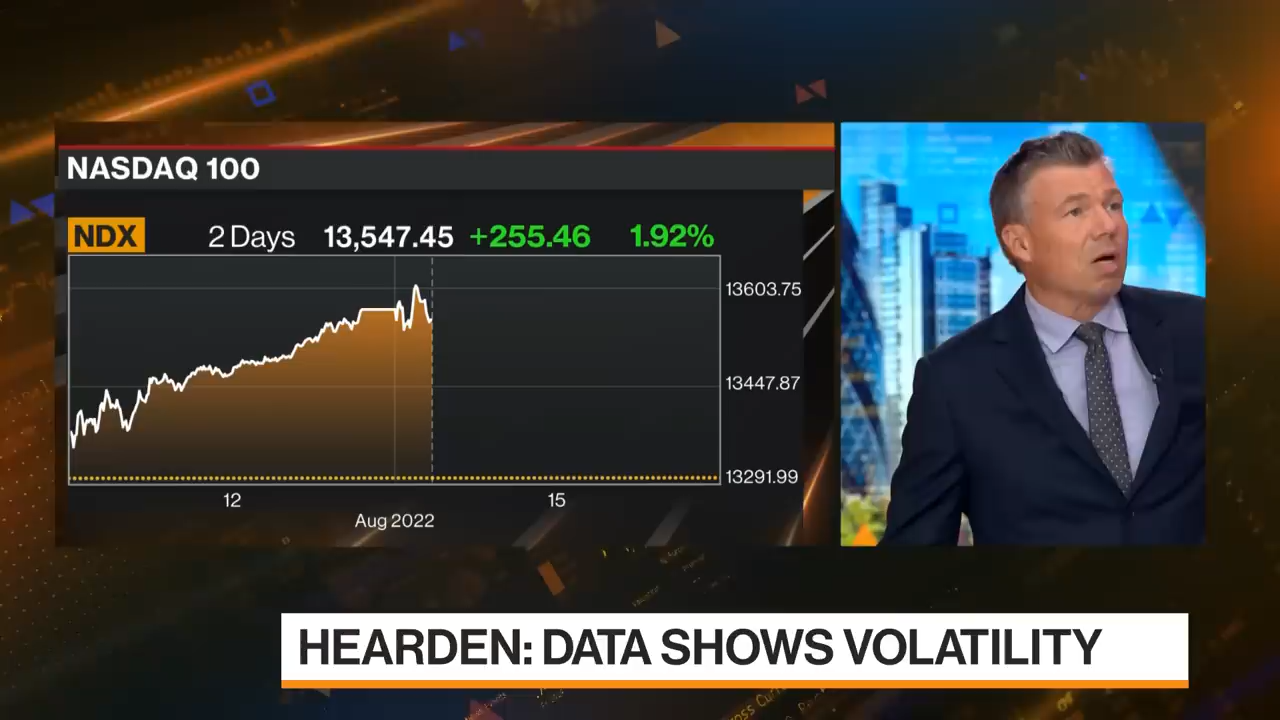 NASDAQ 100
NDX 2 Days 13,547.45 +255.46 1.92%
13603.75
13447.87
13291.99
12 15
Aug 2022
HEARDEN: DATA SHOWS VOLATILITY